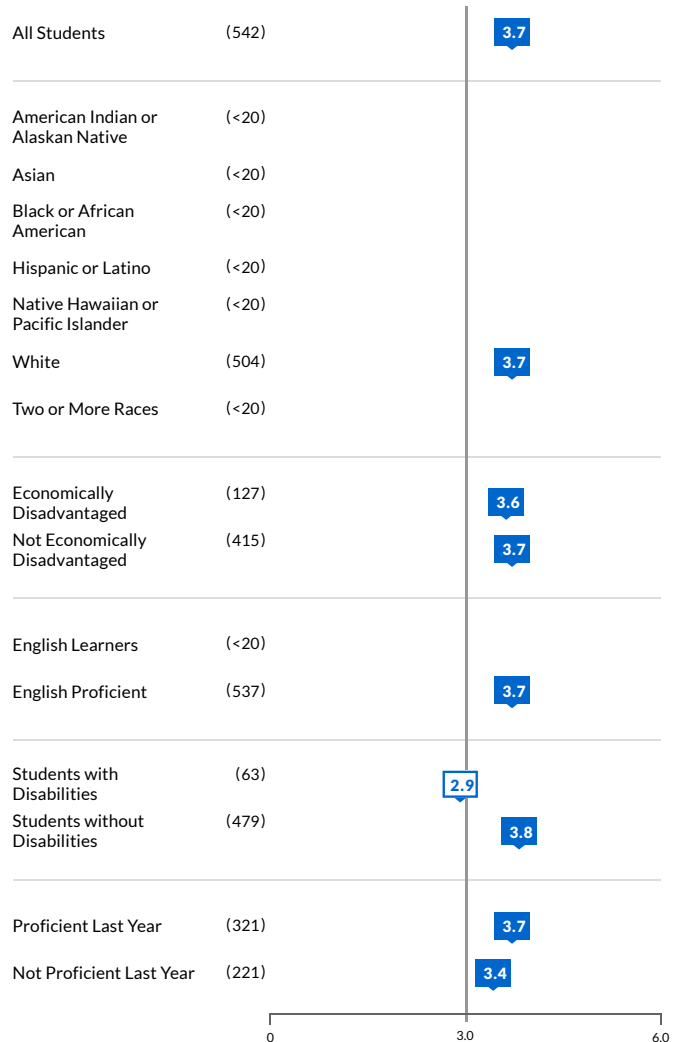 All Students (542) 3.7
American Indian or
Alaskan Native (<20)
Asian (<20)
Black or African
American (<20)
Hispanic or Latino (<20)
Native Hawaiian or
Pacific Islander (<20)
White (504) 3.7
Two or More Races (<20)
Economically
Disadvantaged (127) 3.6
Not Economically
Disadvantaged (415) 3.7
English Learners (<20)
English Proficient (537) 3.7
Students with
Disabilities (63) 2.9
Students without
Disabilities (479) 3.8
Proficient Last Year (321) 3.7
Not Proficient Last Year (221) 3.4
0 3.0 6.0